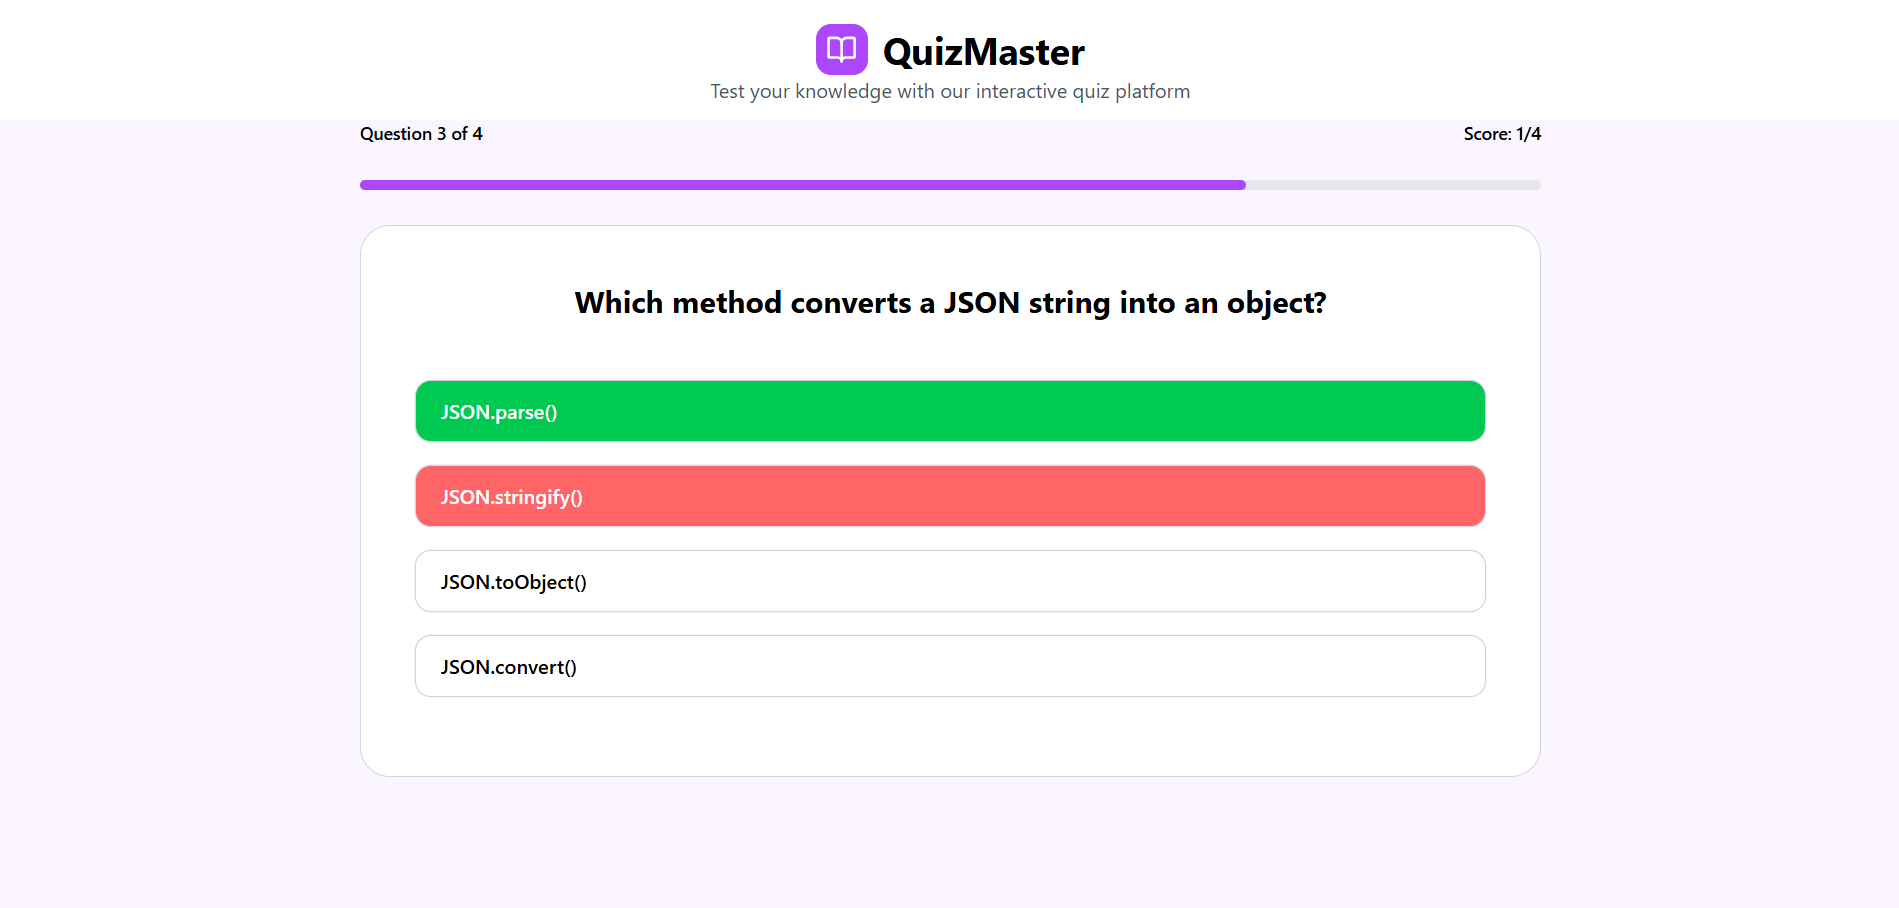 QuizMaster
Test your knowledge with our interactive quiz platform
Question 3 of 4
Score: 1/4
Which method converts a JSON string into an object?
JSON.parse()
JSON.stringify()
JSON.toObject()
JSON.convert()